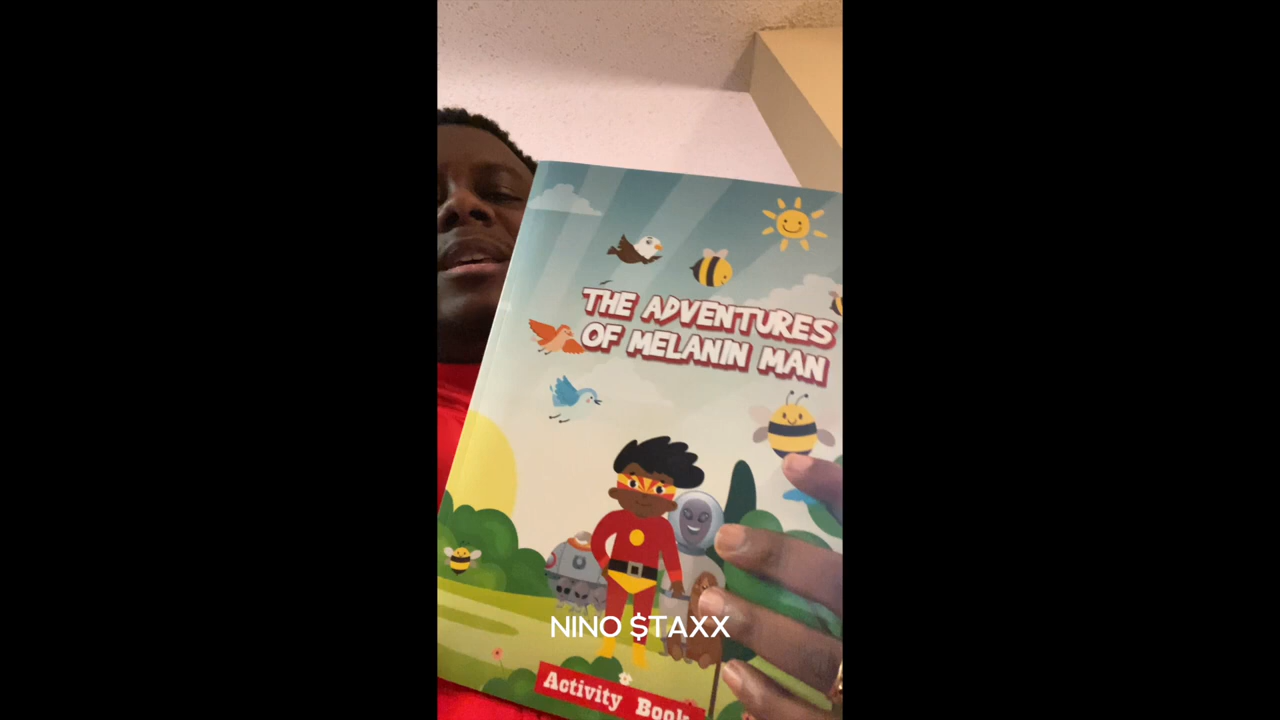 THE ADVENTURES
OF MELANIN MAN
NINO $TAXX
Activity Book